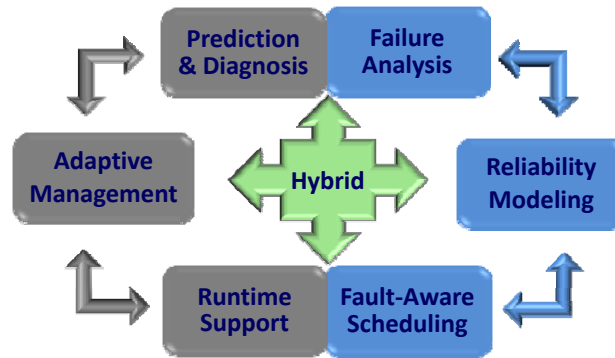 Prediction
& Diagnosis
Failure
Analysis
Adaptive
Management
Hybrid
Reliability
Modeling
Runtime
Support
Fault-Aware
Scheduling